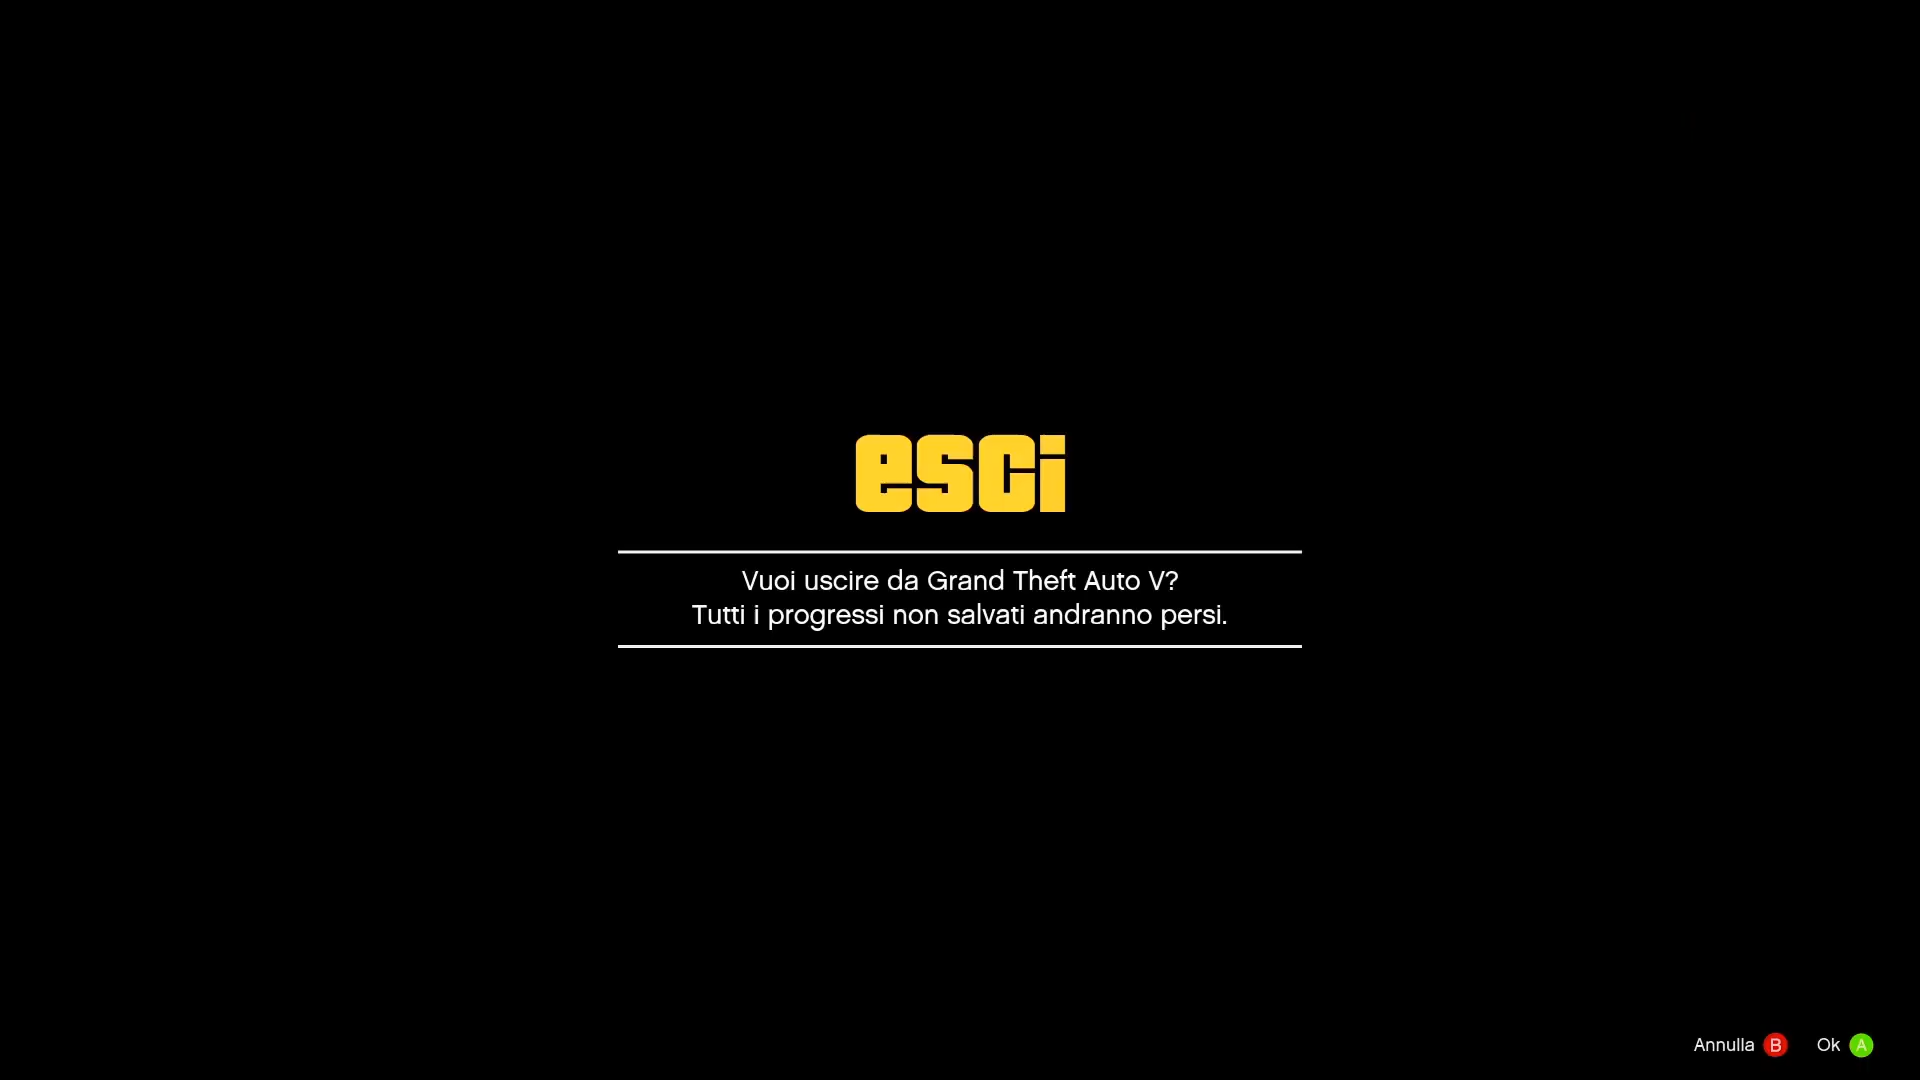 esci
Vuoi uscire da Grand Theft Auto V?
Tutti i progressi non salvati andranno persi.
Annulla B Ok A